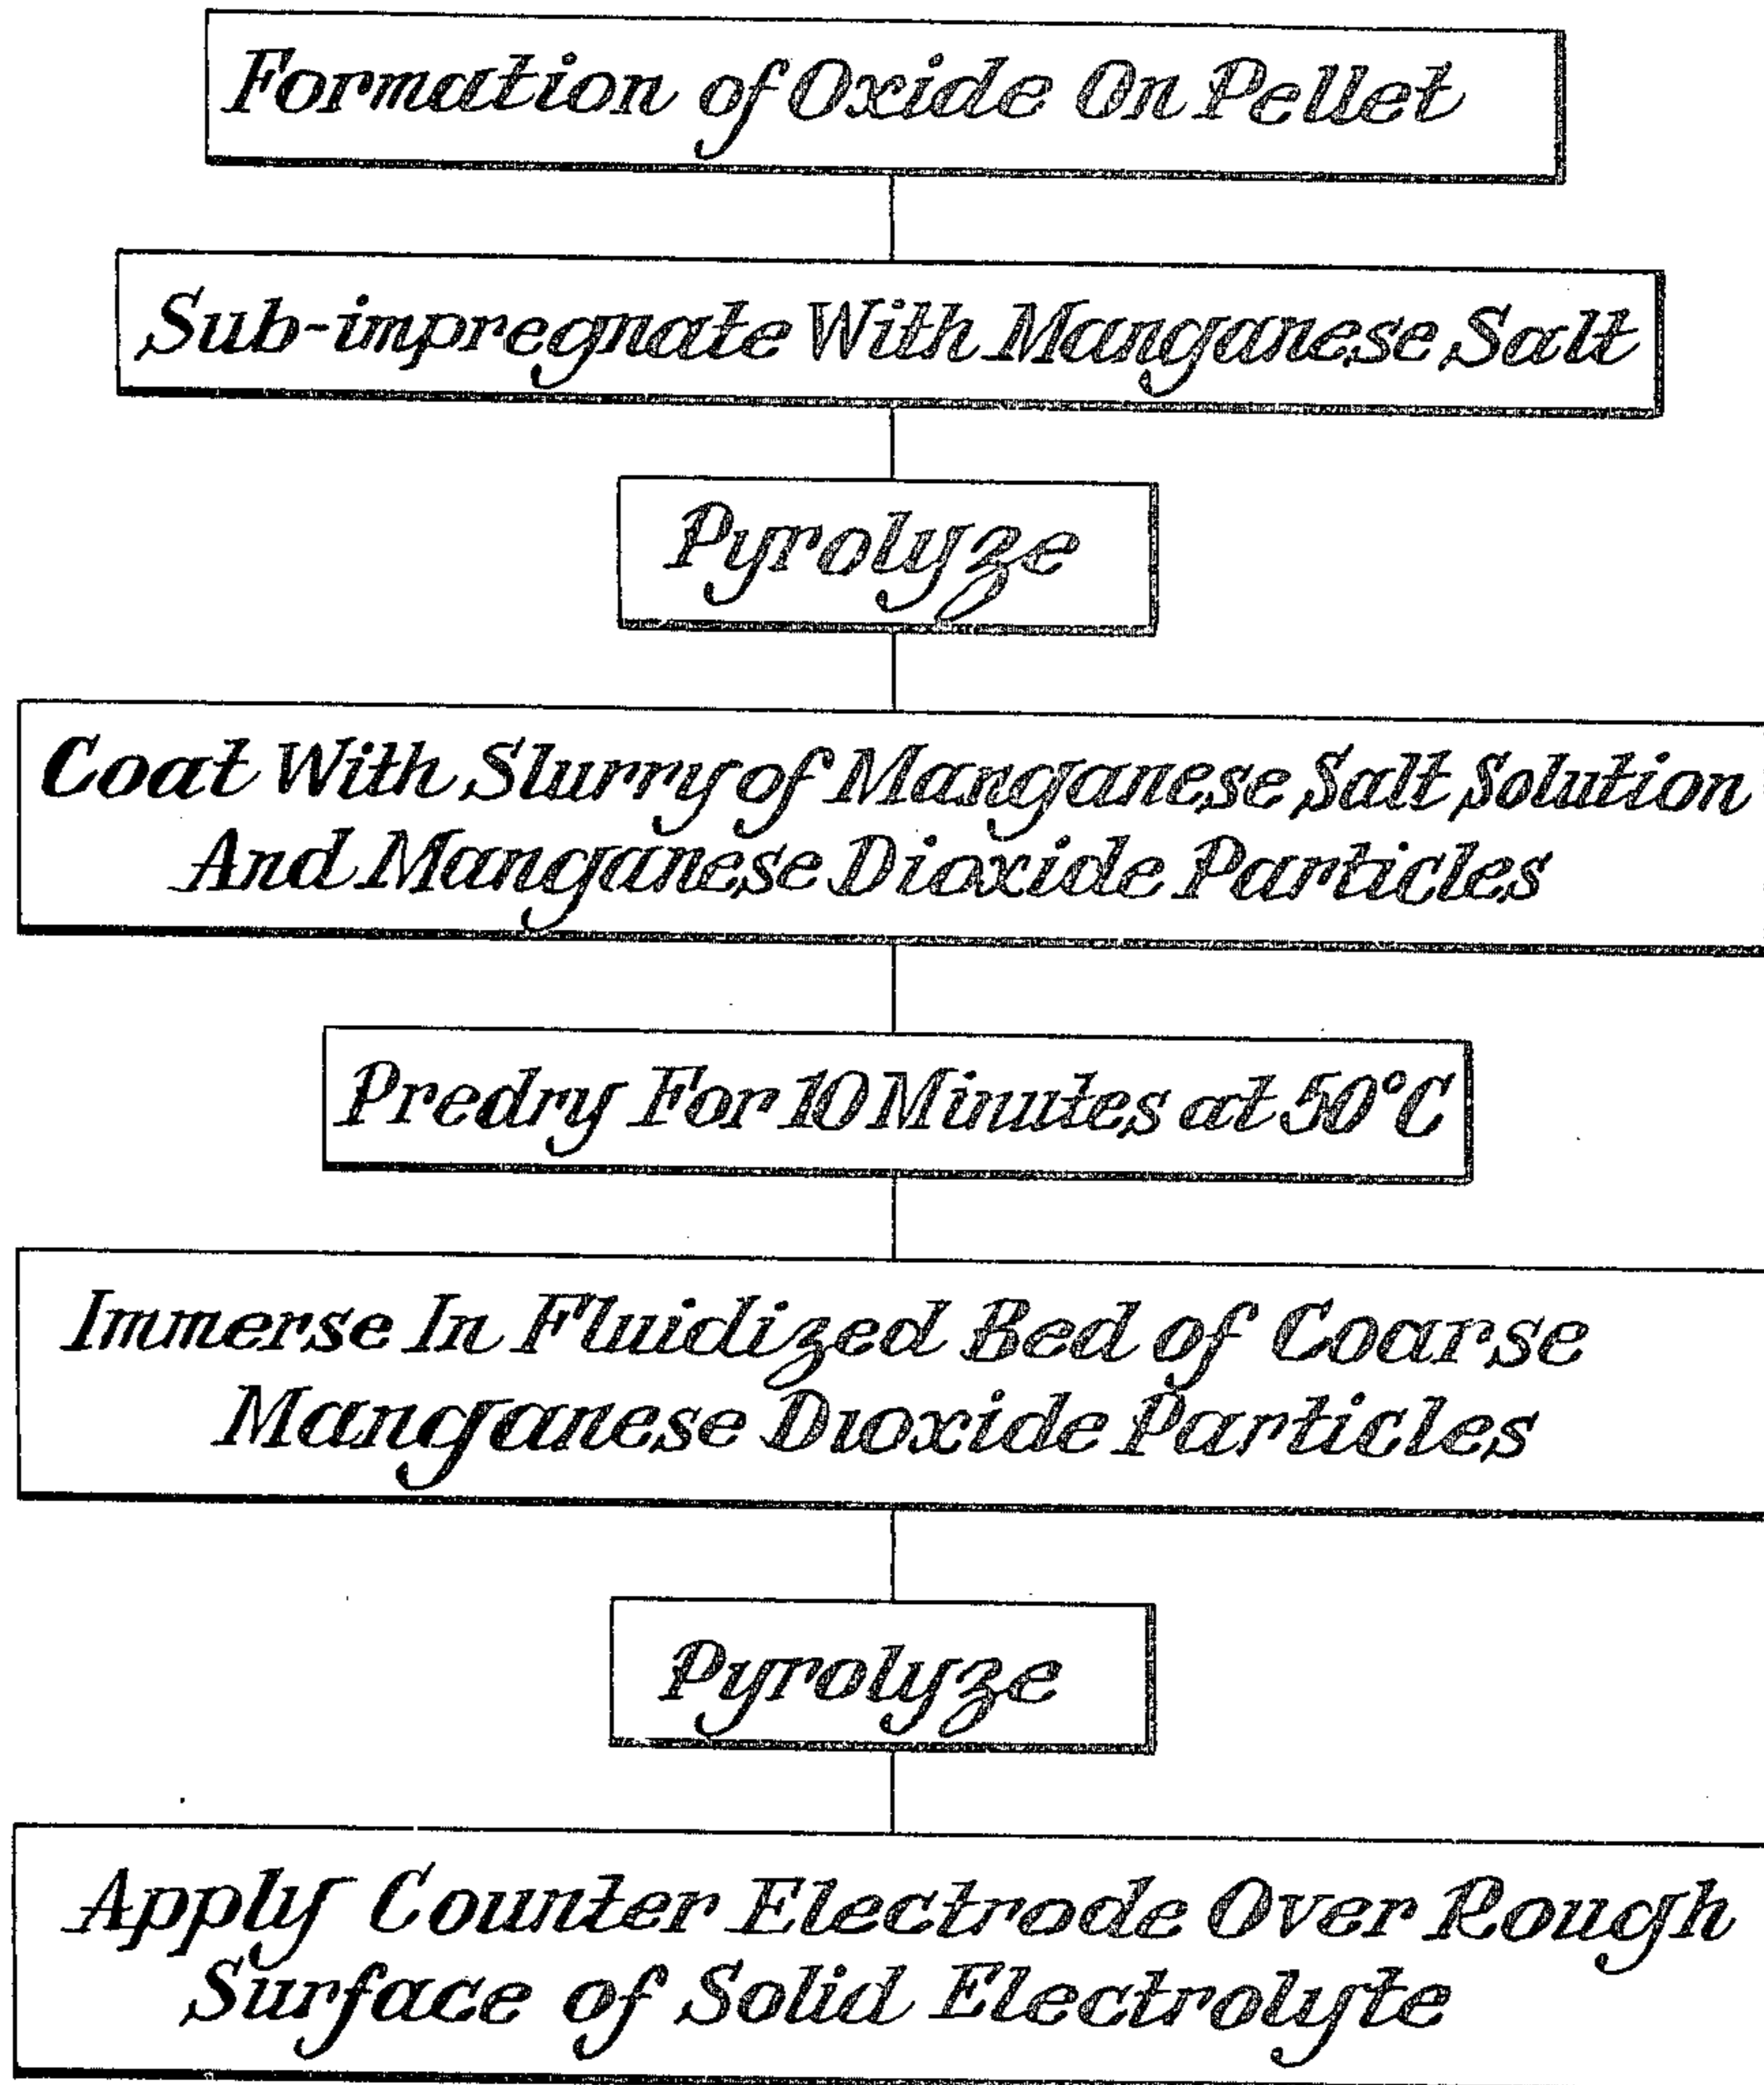 Formation of Oxide On Pellet
Sub-impregnate With Manganese Salt
Pyrolyze
Coat With Slurry of Manganese Salt Solution
And Manganese Dioxide Particles
Predry For 10 Minutes at 50°C
Immerse In Fluidized Bed of Coarse
Manganese Dioxide Particles
Pyrolyze
Apply Counter Electrode Over Rough
Surface of Solid Electrolyte